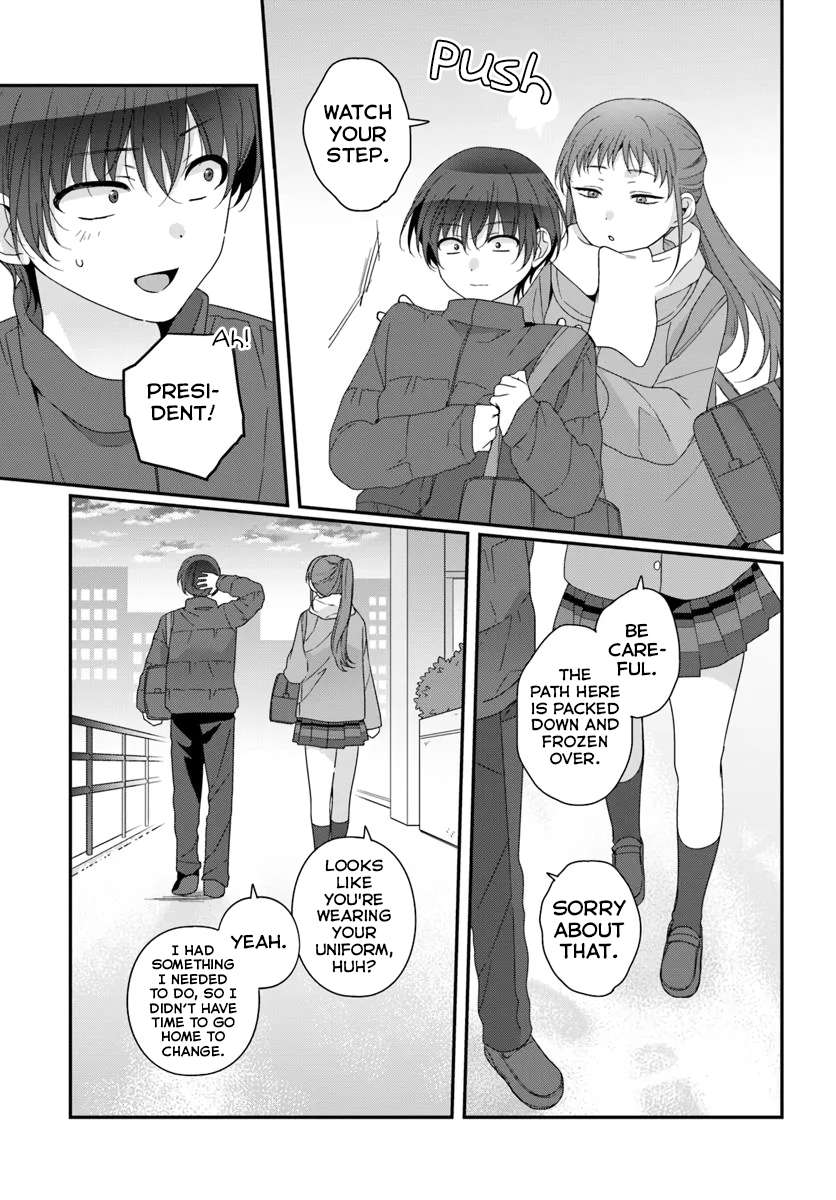 Push
WATCH
YOUR
STEP.
Ah!
PRESI-
DENT!
BE
CARE-
FUL.
THE
PATH HERE
IS PACKED
DOWN AND
FROZEN
OVER.
SORRY
ABOUT
THAT.
LOOKS
LIKE
YOU'RE
WEARING
YOUR
UNIFORM,
HUH?
YEAH.
I HAD
SOMETHING
I NEEDED
TO DO, SO I
DIDN'T HAVE
TIME TO GO
HOME TO
CHANGE.